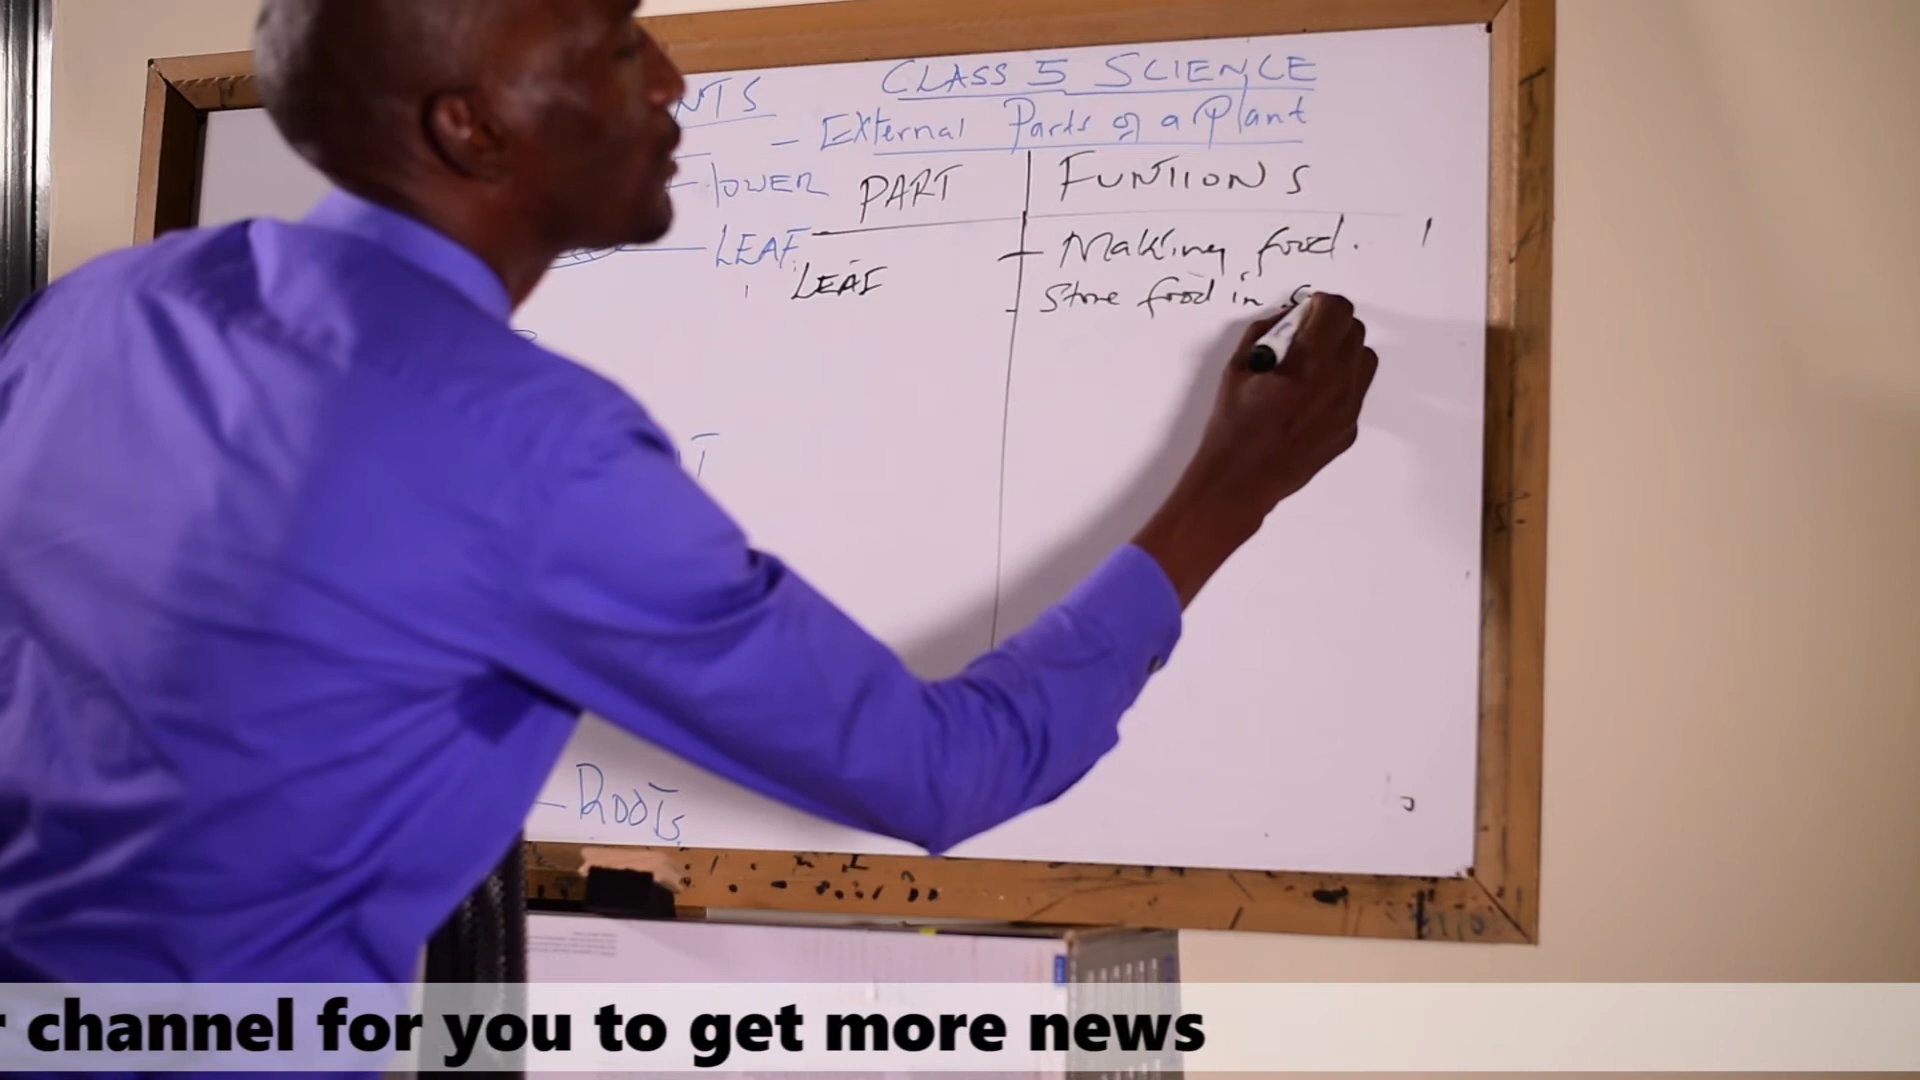 CLASS 5 SCIENCE
NTS
- External Parts of a Plant
Flower
PART
FUNTIONS
LEAF
- Making food.
LEAF
- Store food in
Roots
channel for you to get more news